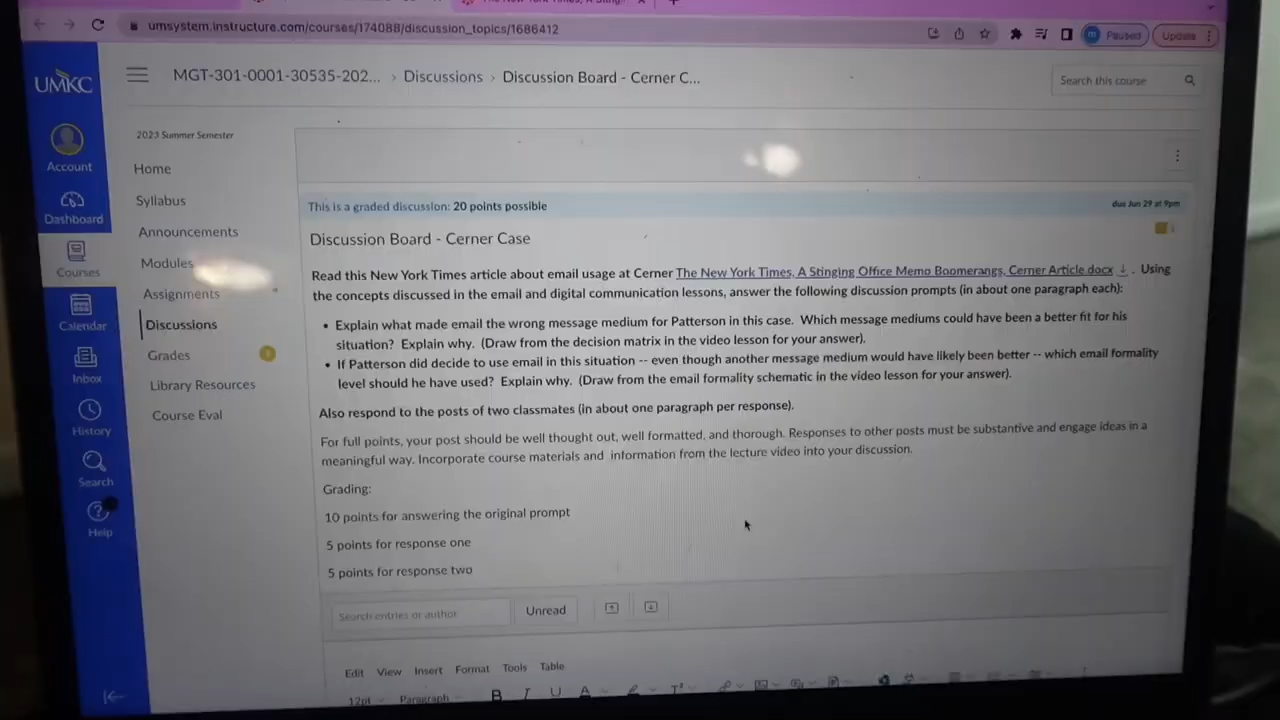 umsystem.instructure.com/courses/174088/discussion_topics/1686412
Paused
Update
UMKC
MGT-301-0001-30535-202... > Discussions > Discussion Board - Cerner C...
Search this course
Account
Dashboard
Courses
Calendar
Inbox
History
Search
Help
2023 Summer Semester
Home
Syllabus
Announcements
Modules
Assignments
Discussions
Grades
Library Resources
Course Eval
This is a graded discussion: 20 points possible
due Jun 29 at 9pm
Discussion Board - Cerner Case
Read this New York Times article about email usage at Cerner The New York Times, A Stinging Office Memo Boomerangs, Cerner Article.docx . Using
the concepts discussed in the email and digital communication lessons, answer the following discussion prompts (in about one paragraph each):
• Explain what made email the wrong message medium for Patterson in this case. Which message mediums could have been a better fit for his
situation? Explain why. (Draw from the decision matrix in the video lesson for your answer).
• If Patterson did decide to use email in this situation -- even though another message medium would have likely been better -- which email formality
level should he have used? Explain why. (Draw from the email formality schematic in the video lesson for your answer).
Also respond to the posts of two classmates (in about one paragraph per response).
For full points, your post should be well thought out, well formatted, and thorough. Responses to other posts must be substantive and engage ideas in a
meaningful way. Incorporate course materials and information from the lecture video into your discussion.
Grading:
10 points for answering the original prompt
5 points for response one
5 points for response two
Search entries or author
Unread
Edit View Insert Format Tools Table
12pt Paragraph B I U A